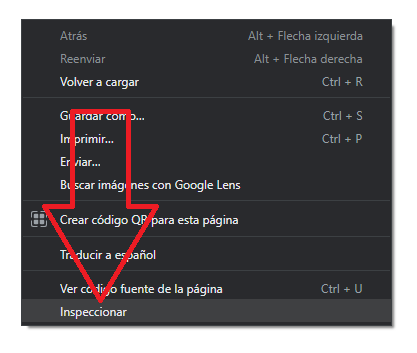 Atrás Alt + Flecha izquierda
Reenviar Alt + Flecha derecha
Volver a cargar Ctrl + R
Guardar como... Ctrl + S
Imprimir... Ctrl + P
Enviar...
Buscar imágenes con Google Lens
Crear código QR para esta página
Traducir a español
Ver código fuente de la página Ctrl + U
Inspeccionar